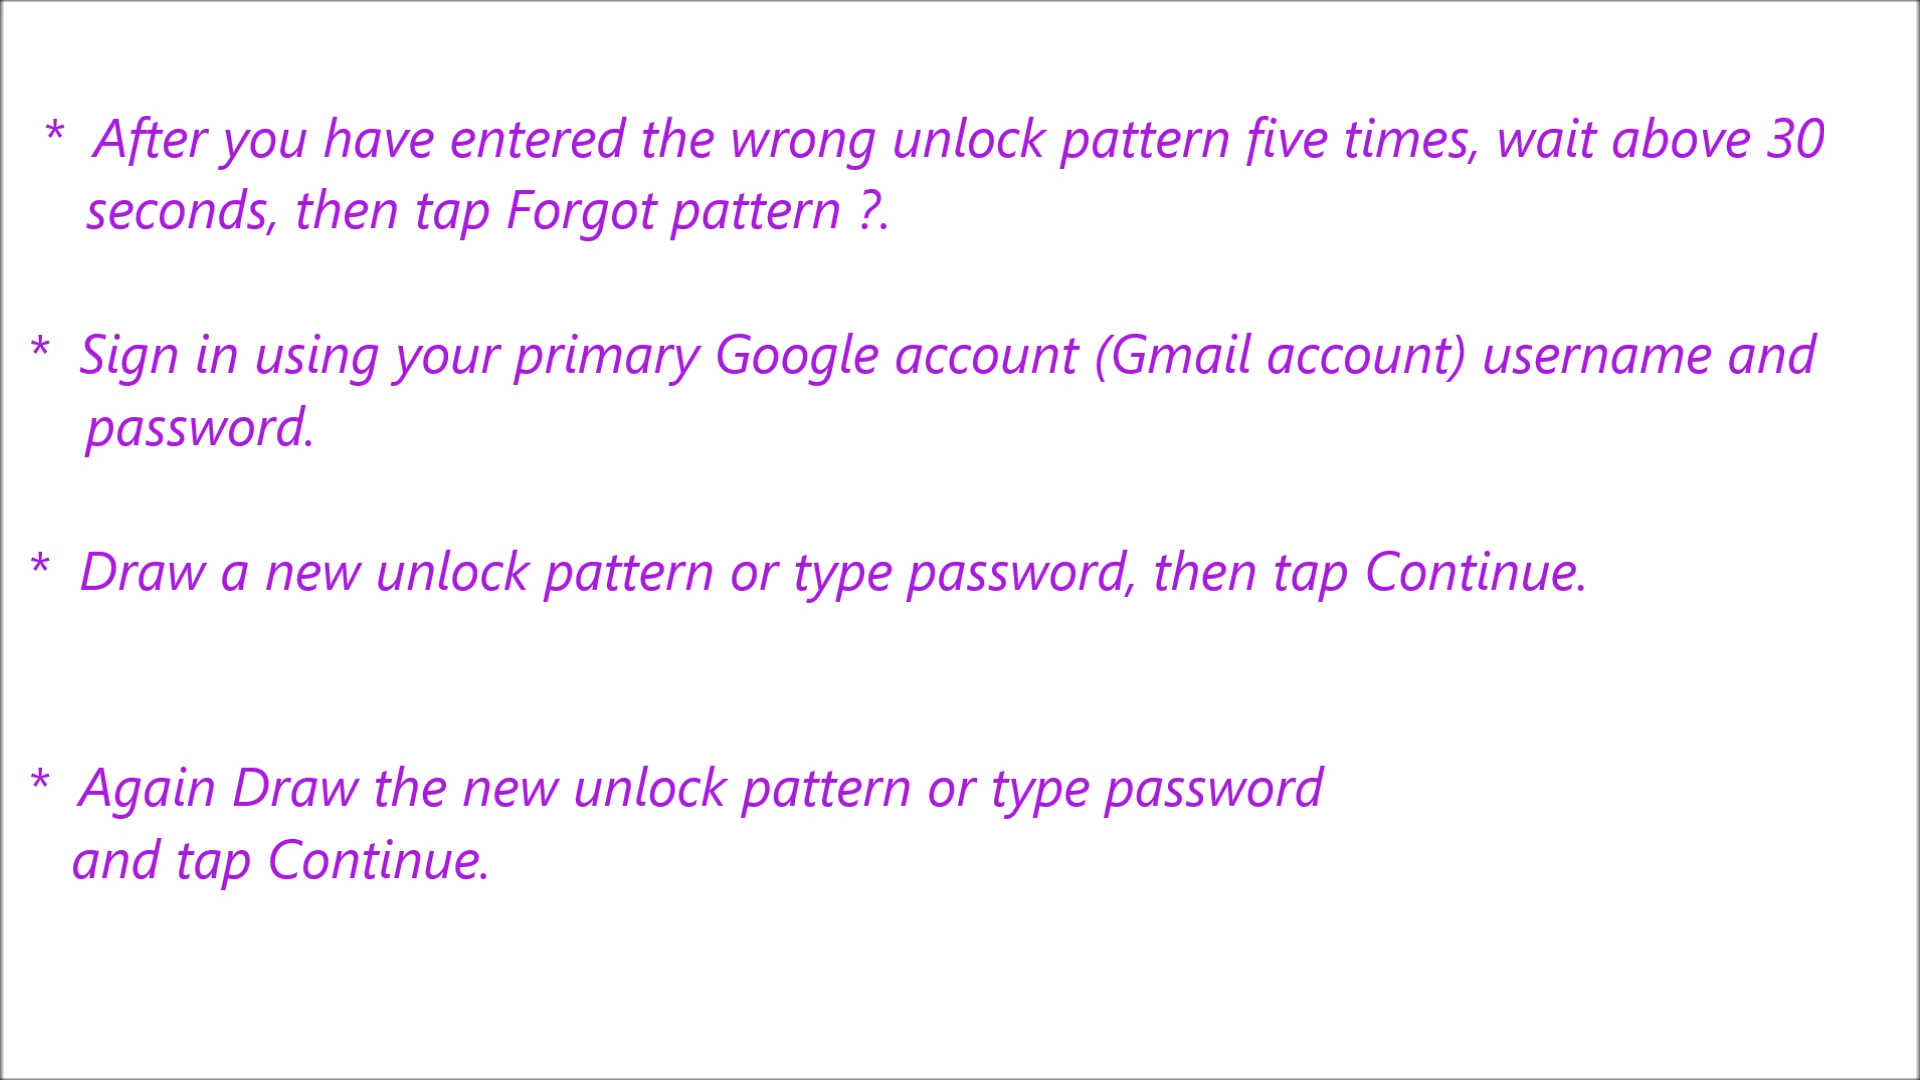 * After you have entered the wrong unlock pattern five times, wait above 30
seconds, then tap Forgot pattern ?.
* Sign in using your primary Google account (Gmail account) username and
password.
* Draw a new unlock pattern or type password, then tap Continue.
* Again Draw the new unlock pattern or type password
and tap Continue.